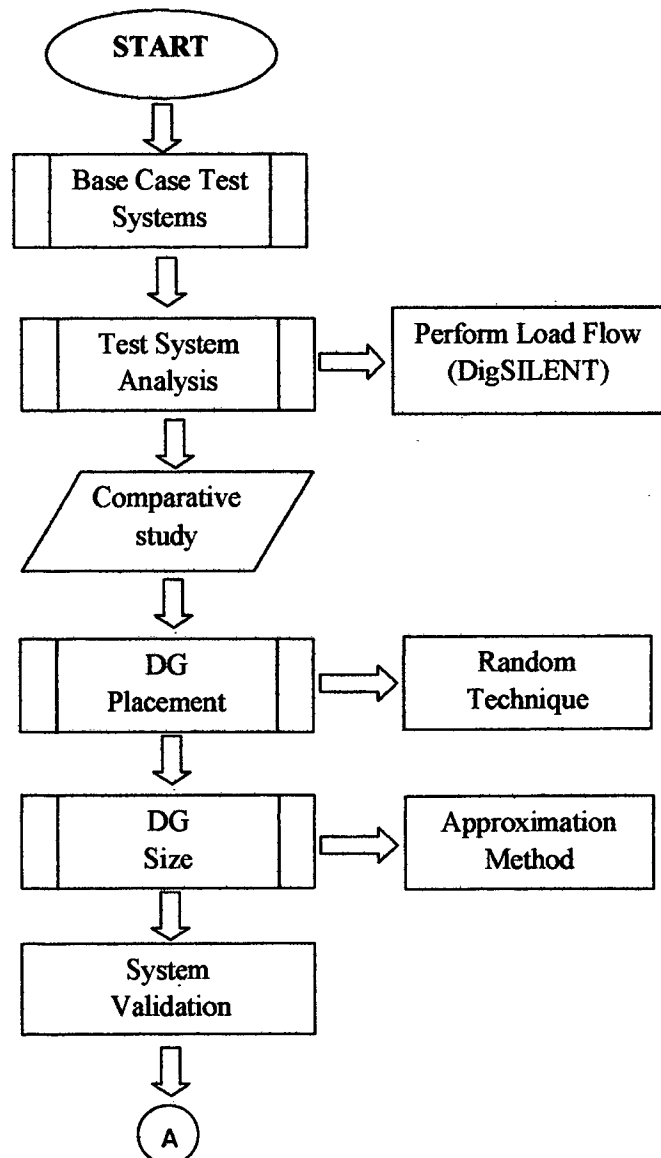 START
Base Case Test
Systems
Test System
Analysis
Perform Load Flow
(DigSILENT)
Comparative
study
DG
Placement
Random
Technique
DG
Size
Approximation
Method
System
Validation
A